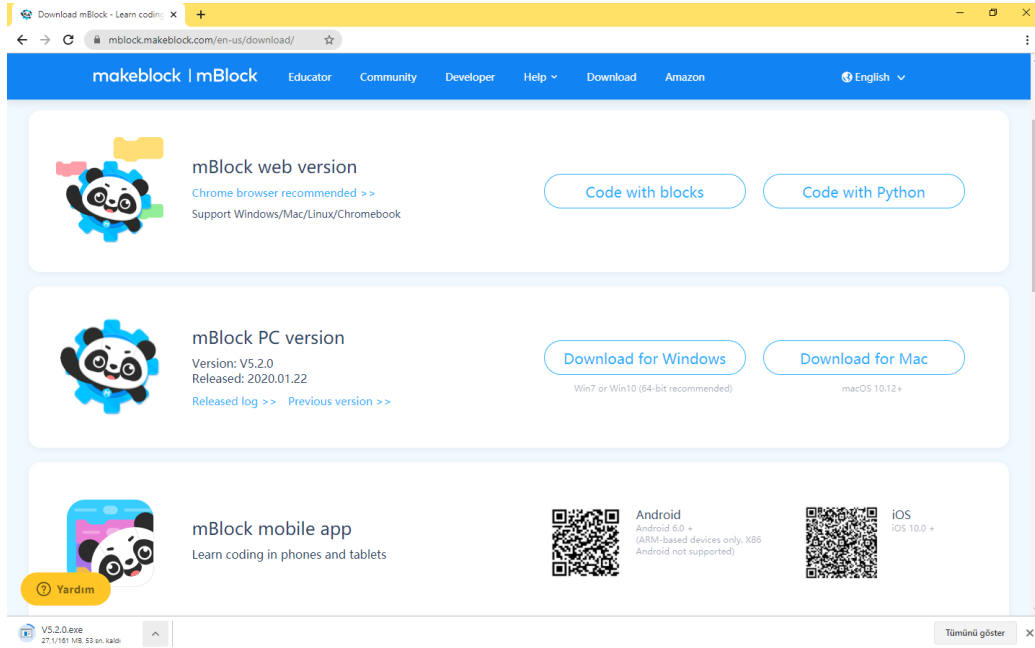 Download mBlock - Learn coding
mblock.makeblock.com/en-us/download/
makeblock | mBlock Educator Community Developer Help Download Amazon English
mBlock web version
Chrome browser recommended >>
Support Windows/Mac/Linux/Chromebook
Code with blocks Code with Python
mBlock PC version
Version: V5.2.0
Released: 2020.01.22
Released log >> Previous version >>
Download for Windows Download for Mac
Win7 or Win10 (64-bit recommended) macOS 10.12+
mBlock mobile app
Learn coding in phones and tablets
Android
Android 6.0 +
(ARM-based devices only. X86
Android not supported)
iOS
iOS 10.0 +
Yardım
V5.2.0.exe
27,1/161 MB, 53 sn. kaldı
Tümünü göster